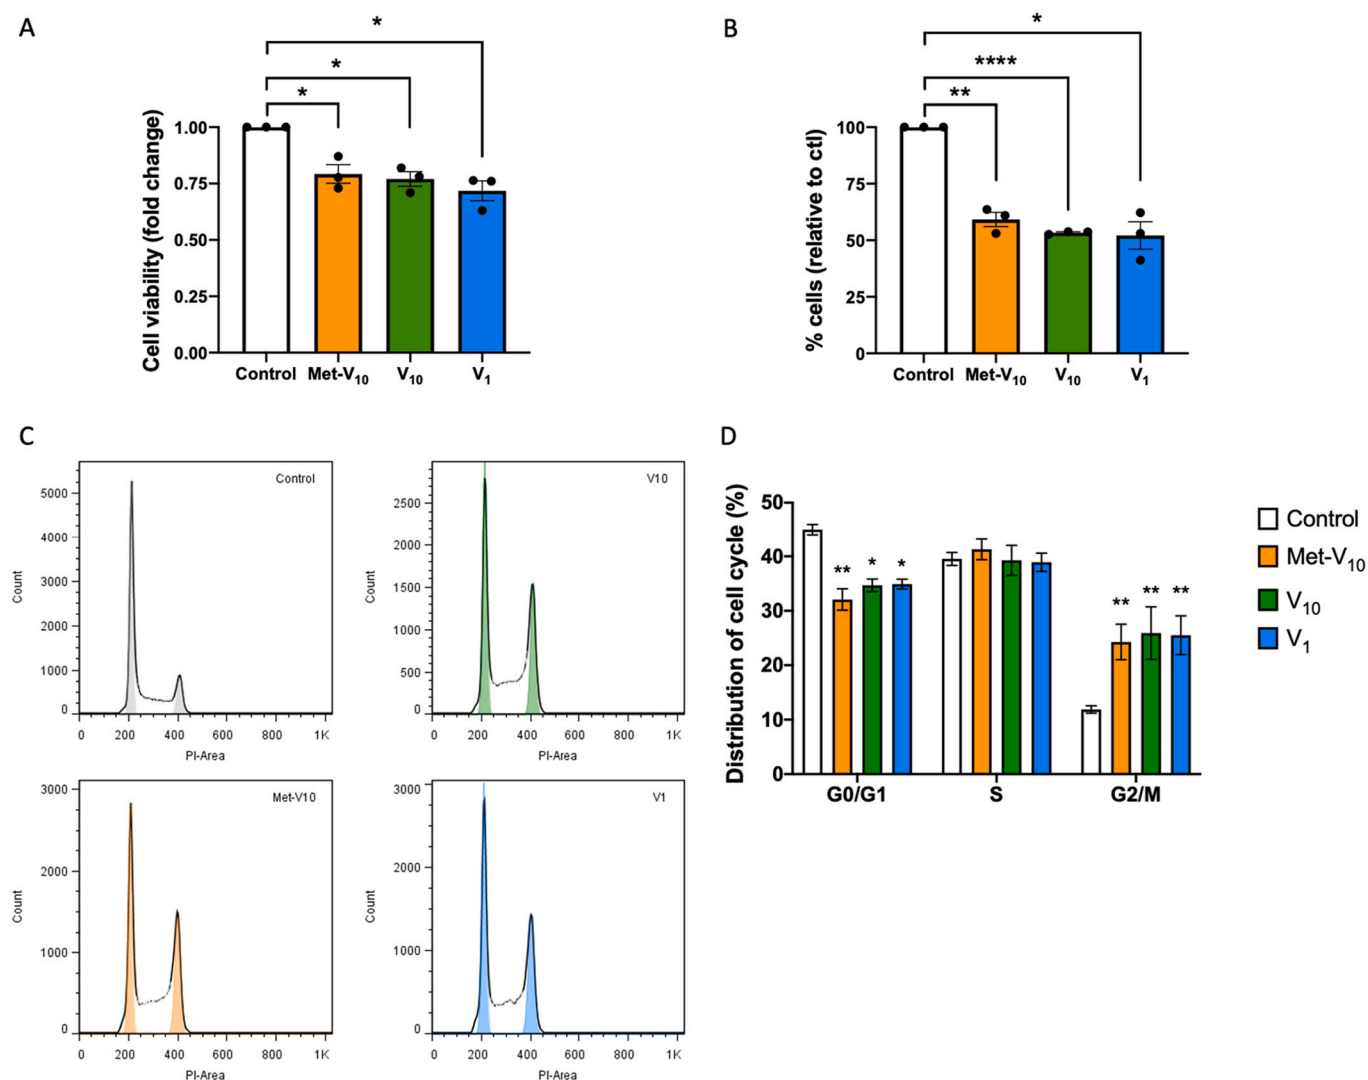 A
*
*
*
Cell viability (fold change)
1.00
0.75
0.50
0.25
0.00
Control
Met-V10
V10
V1
B
*
****
**
% cells (relative to ctl)
100
75
50
25
0
Control
Met-V10
V10
V1
C
Control
Count
5000
4000
3000
2000
1000
0
0 200 400 600 800 1K
PI-Area
V10
Count
2500
2000
1500
1000
500
0
0 200 400 600 800 1K
PI-Area
Met-V10
Count
3000
2000
1000
0
0 200 400 600 800 1K
PI-Area
V1
Count
3000
2000
1000
0
0 200 400 600 800 1K
PI-Area
D
Distribution of cell cycle (%)
50
40
30
20
10
0
** * *
** ** **
G0/G1 S G2/M
Control
Met-V10
V10
V1